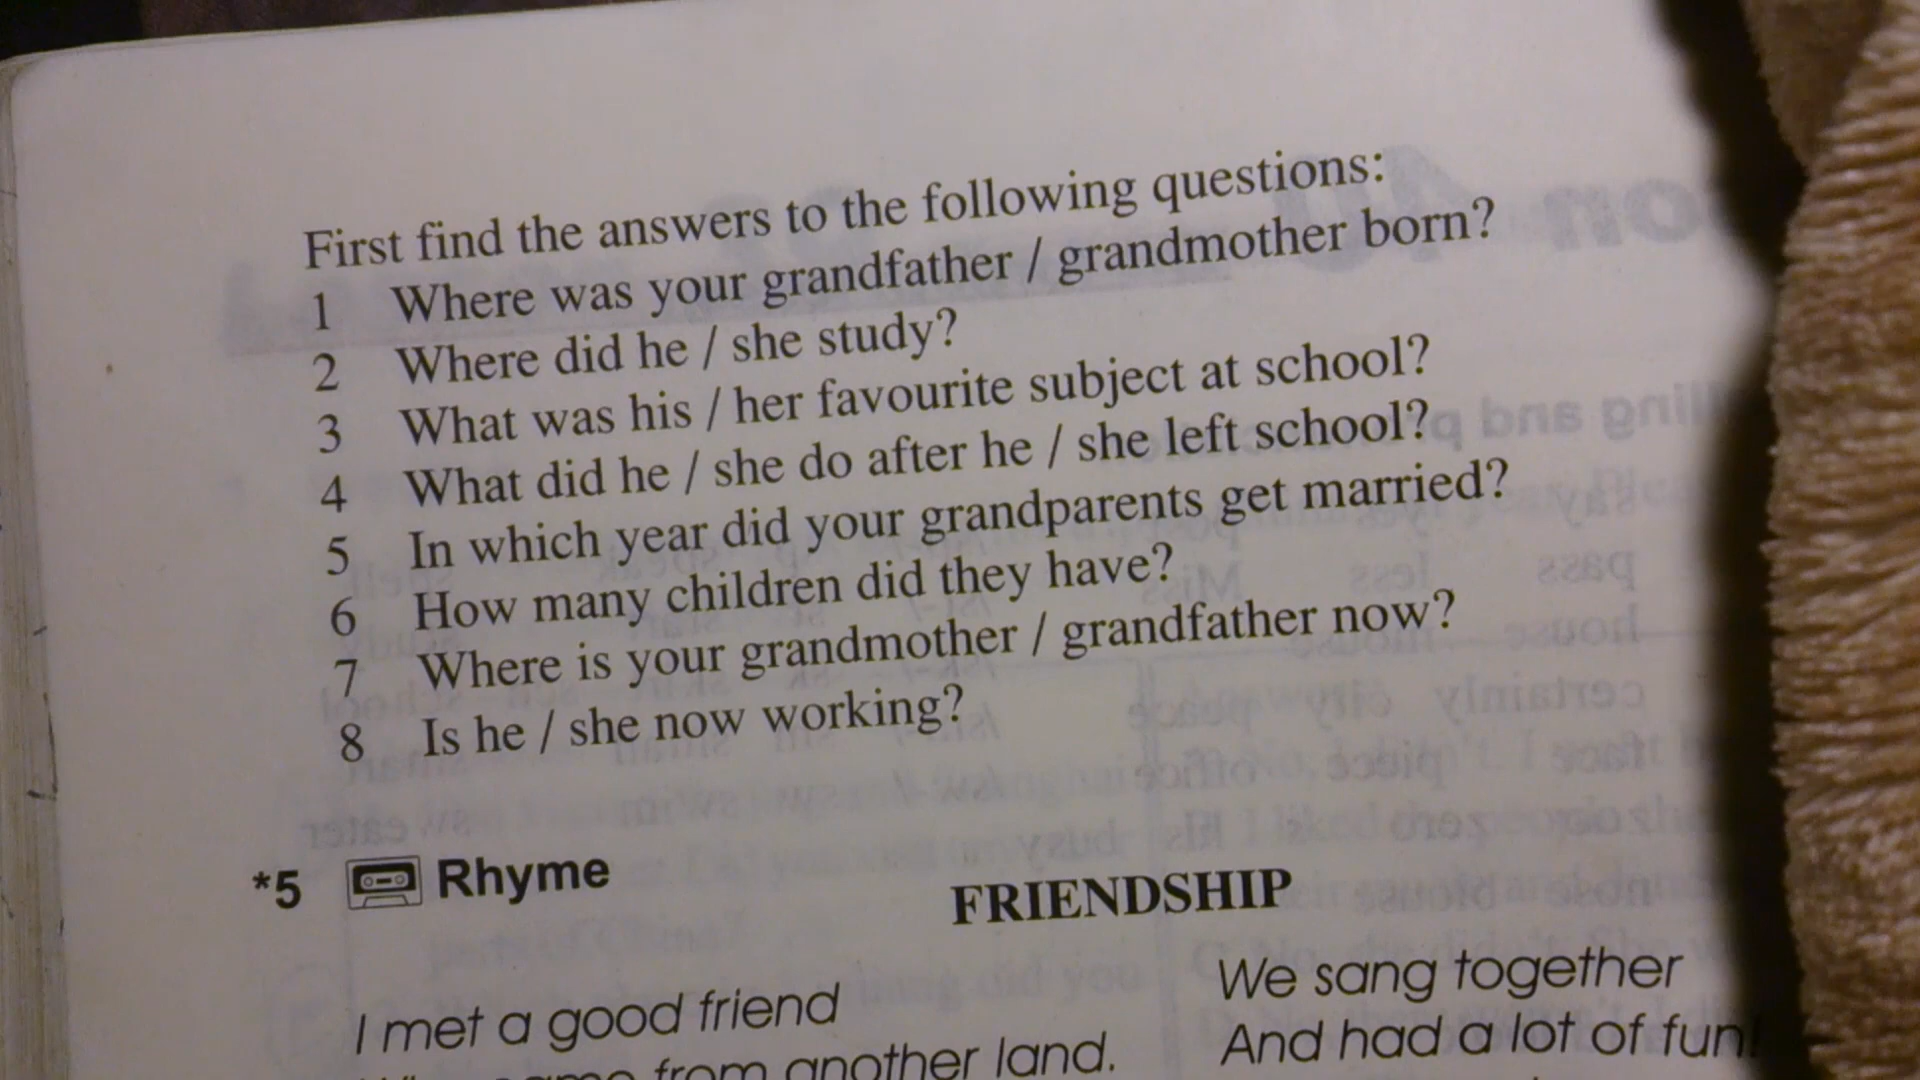 First find the answers to the following questions:
1 Where was your grandfather / grandmother born?
2 Where did he / she study?
3 What was his / her favourite subject at school?
4 What did he / she do after he / she left school?
5 In which year did your grandparents get married?
6 How many children did they have?
7 Where is your grandmother / grandfather now?
8 Is he / she now working?
*5 Rhyme
FRIENDSHIP
I met a good friend
from another land.
We sang together
And had a lot of fun!